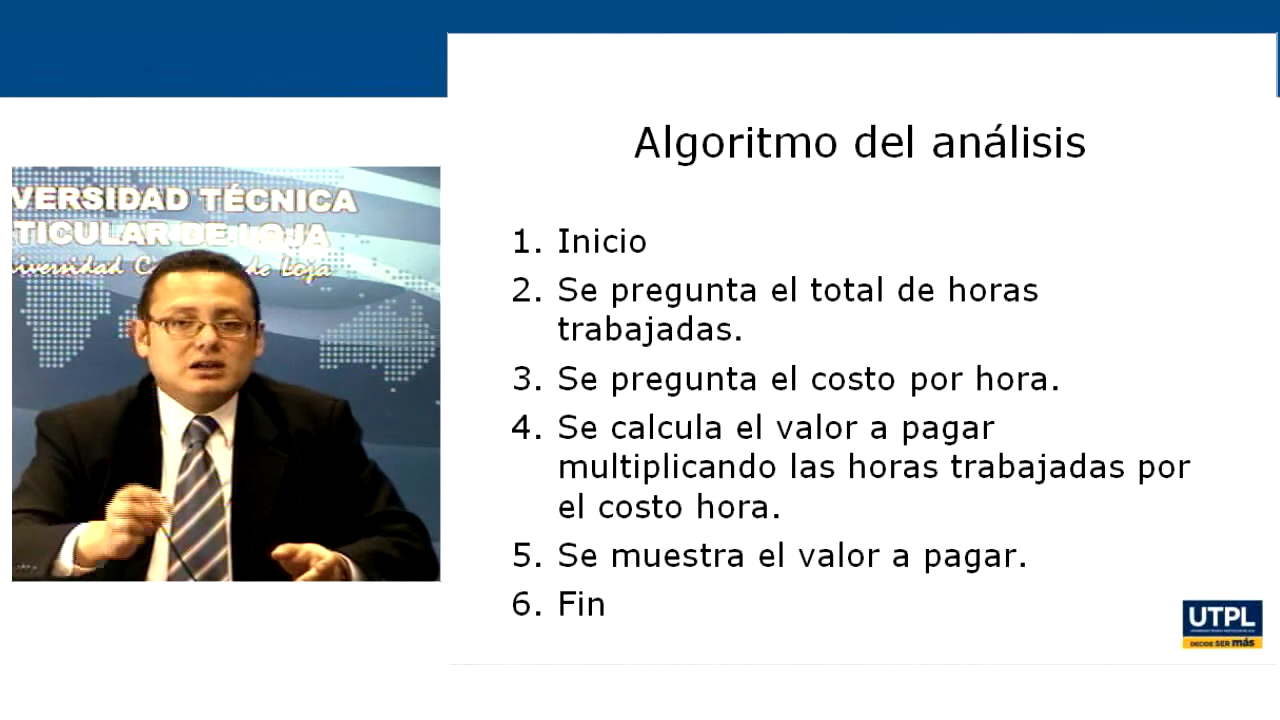 VERSIDAD TÉCNICA
TICULAR DE LOJA
de Loja
Algoritmo del análisis
1. Inicio
2. Se pregunta el total de horas
trabajadas.
3. Se pregunta el costo por hora.
4. Se calcula el valor a pagar
multiplicando las horas trabajadas por
el costo hora.
5. Se muestra el valor a pagar.
6. Fin
UTPL
DECIDE SER más